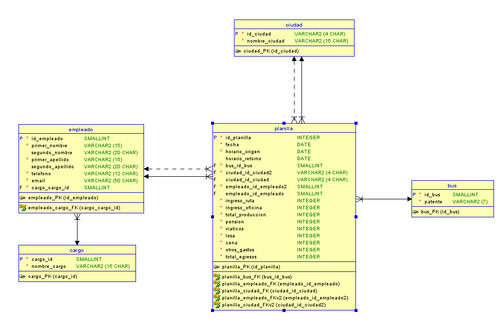 ciudad
P * id_ciudad VARCHAR2 (4 CHAR)
* nombre_ciudad VARCHAR2 (15 CHAR)
ciudad_PK (id_ciudad)
empleado
P * id_empleado SMALLINT
* primer_nombre VARCHAR2 (15)
segundo_nombre VARCHAR2 (20 CHAR)
* primer_apellido VARCHAR2 (15)
segundo_apellido VARCHAR2 (20 CHAR)
* telefono VARCHAR2 (12 CHAR)
* email VARCHAR2 (50 CHAR)
F * cargo_cargo_id SMALLINT
empleado_PK (id_empleado)
empleado_cargo_FK (cargo_cargo_id)
cargo
P * cargo_id SMALLINT
* nombre_cargo VARCHAR2 (15 CHAR)
cargo_PK (cargo_id)
planilla
P * id_planilla INTEGER
* fecha DATE
* horario_origen DATE
* horario_retorno DATE
F * bus_id_bus SMALLINT
F * ciudad_id_ciudad2 VARCHAR2 (4 CHAR)
F * ciudad_id_ciudad VARCHAR2 (4 CHAR)
F * empleado_id_empleado2 SMALLINT
F * empleado_id_empleado SMALLINT
* ingreso_ruta INTEGER
* ingreso_oficina INTEGER
* total_produccion INTEGER
* pension INTEGER
* viaticos INTEGER
* losa INTEGER
* cena INTEGER
* otros_gastos INTEGER
* total_egresos INTEGER
planilla_PK (id_planilla)
planilla_bus_FK (bus_id_bus)
planilla_empleado_FK (empleado_id_empleado)
planilla_ciudad_FK (ciudad_id_ciudad)
planilla_empleado_FKv2 (empleado_id_empleado2)
planilla_ciudad_FKv2 (ciudad_id_ciudad2)
bus
P * id_bus SMALLINT
* patente VARCHAR2 (7)
bus_PK (id_bus)